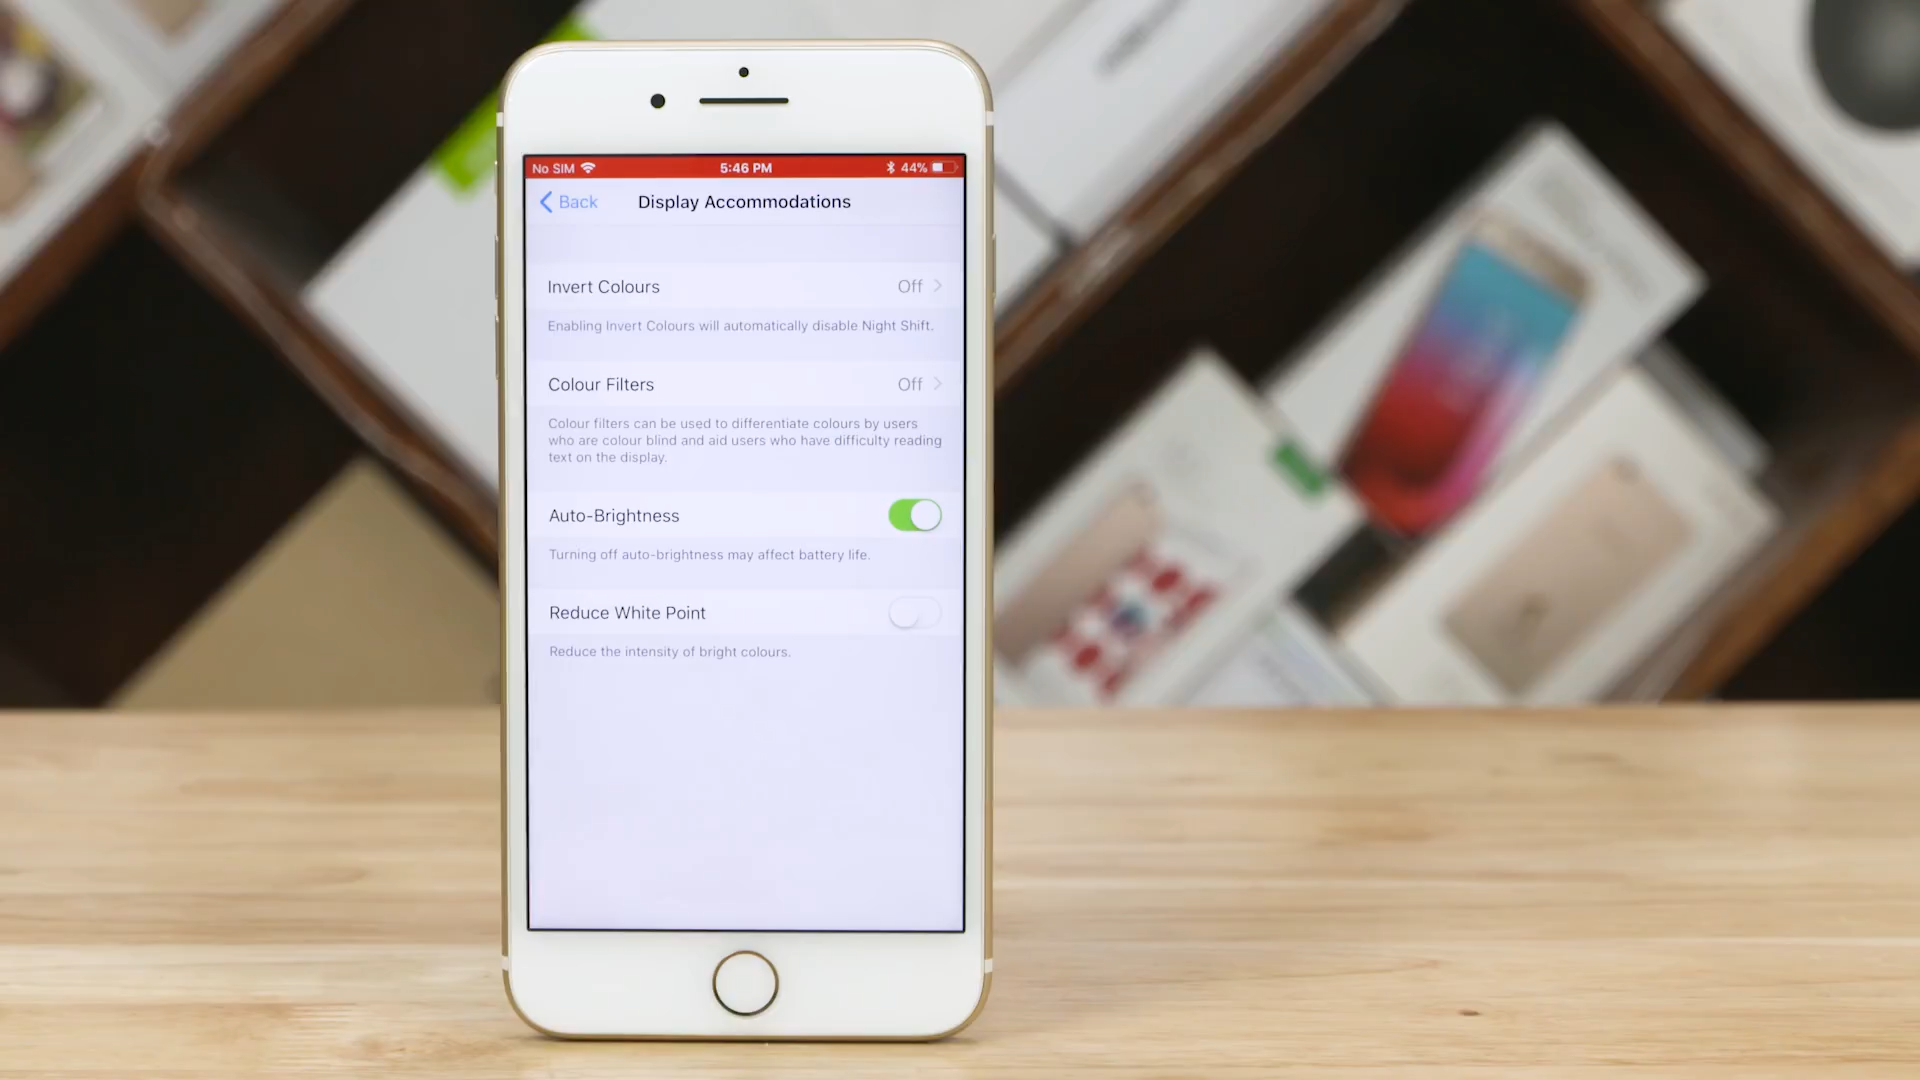 No SIM 5:46 PM 44%
Back Display Accommodations
Invert Colours Off
Enabling Invert Colours will automatically disable Night Shift.
Colour Filters Off
Colour filters can be used to differentiate colours by users
who are colour blind and aid users who have difficulty reading
text on the display.
Auto-Brightness
Turning off auto-brightness may affect battery life.
Reduce White Point
Reduce the intensity of bright colours.